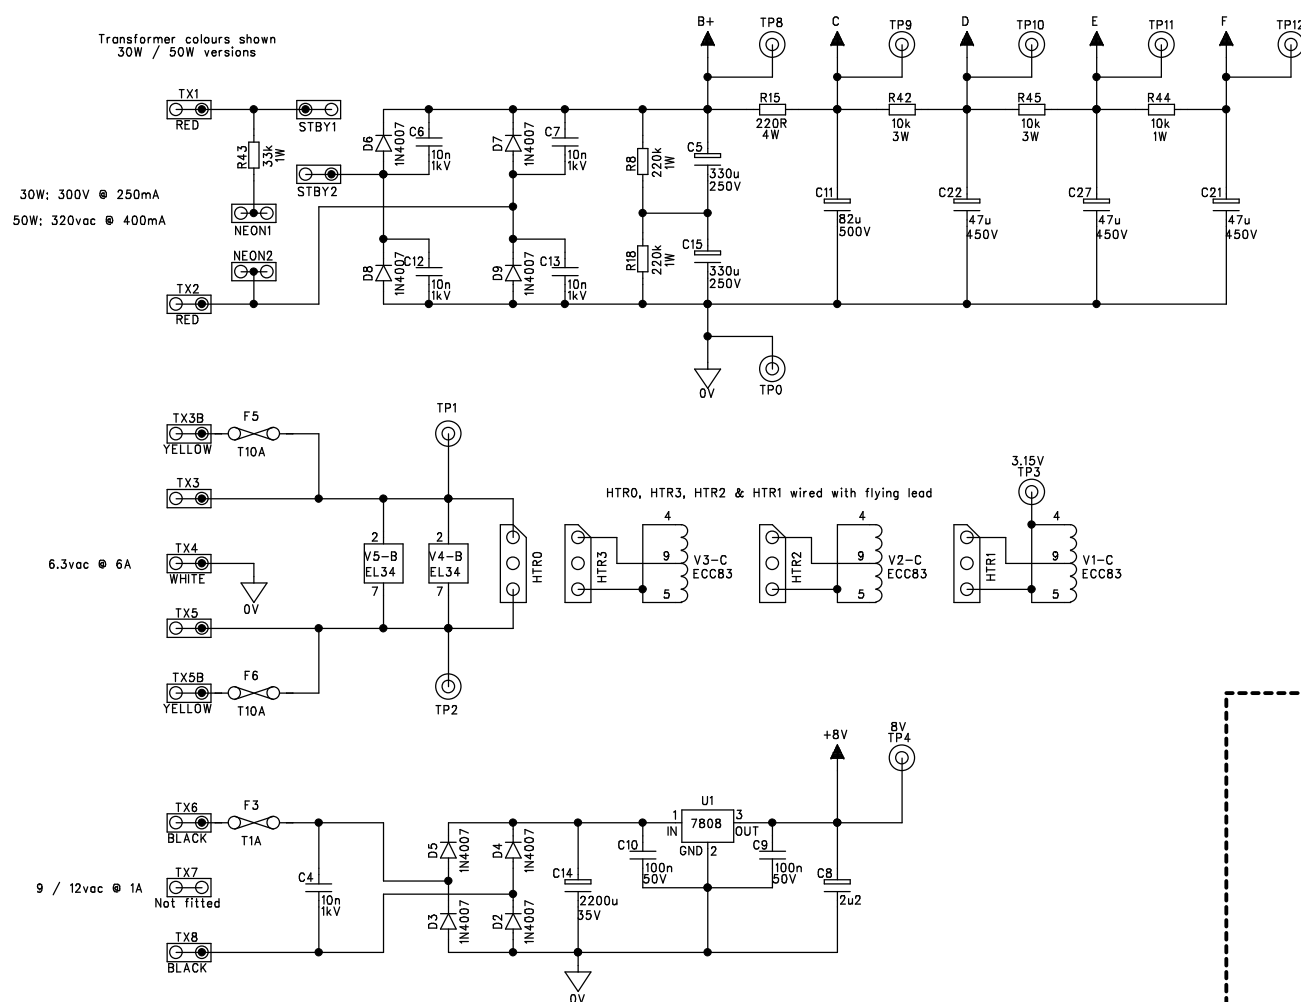 Transformer colours shown
30W / 50W versions
B+
TP8
C
TP9
D
TP10
E
TP11
F
TP12
TX1
RED
STBY1
R43
33k
1W
STBY2
NEON1
NEON2
TX2
RED
30W: 300V @ 250mA
50W: 320vac @ 400mA
D6
1N4007
C6
10n
1kV
D7
1N4007
C7
10n
1kV
D8
1N4007
C12
10n
1kV
D9
1N4007
C13
10n
1kV
R8
220k
1W
R18
220k
1W
C5
330u
250V
C15
330u
250V
R15
220R
4W
R42
10k
3W
R45
10k
3W
R44
10k
1W
C11
82u
500V
C22
47u
450V
C27
47u
450V
C21
47u
450V
0V
TP0
TX3B
YELLOW
F5
T10A
TP1
TX3
6.3vac @ 6A
TX4
WHITE
0V
TX5
TX5B
YELLOW
F6
T10A
TP2
2
V5-B
EL34
7
2
V4-B
EL34
7
HTR0
HTR0, HTR3, HTR2 & HTR1 wired with flying lead
HTR3
4
9
5
V3-C
ECC83
HTR2
4
9
5
V2-C
ECC83
3.15V
TP3
HTR1
4
9
5
V1-C
ECC83
TX6
BLACK
F3
T1A
9 / 12vac @ 1A
TX7
Not fitted
TX8
BLACK
C4
10n
1kV
D5
1N4007
D4
1N4007
D3
1N4007
D2
1N4007
C14
2200u
35V
0V
C10
100n
50V
U1
1
IN
7808
3
OUT
GND
2
C9
100n
50V
C8
2u2
+8V
8V
TP4